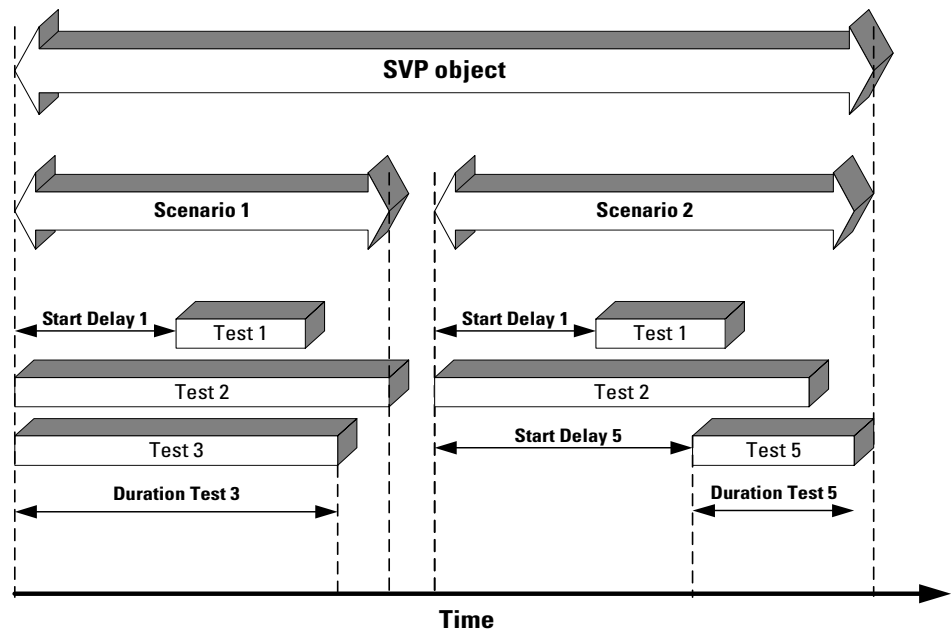 SVP object
Scenario 1
Scenario 2
Start Delay 1
Test 1
Start Delay 1
Test 1
Test 2
Test 2
Test 3
Start Delay 5
Test 5
Duration Test 3
Duration Test 5
Time